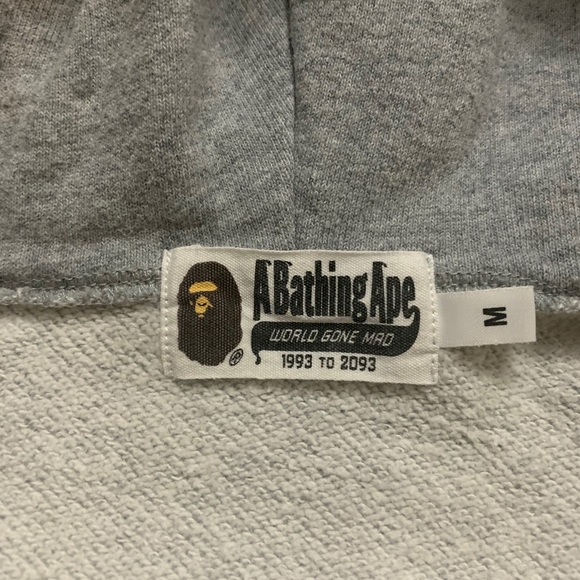 A Bathing Ape
WORLD GONE MAD
1993 TO 2093
®
M